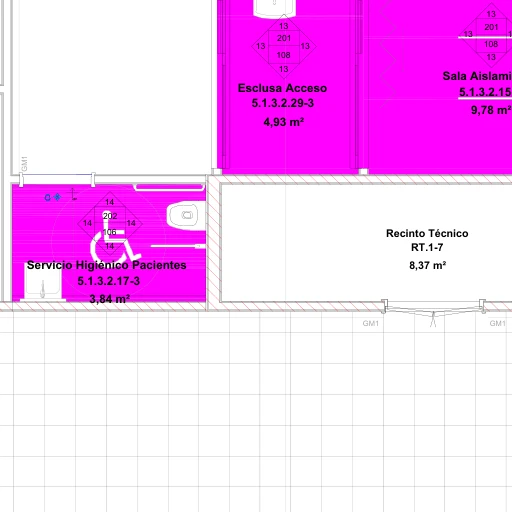 13
201
13 13
108
13
Esclusa Acceso
5.1.3.2.29-3
4,93 m²
13
201
13
108
13
5.1.3.2.15
9,78 m²
GM1
14
202
14 14
106
14
Servicio Higiénico Pacientes
5.1.3.2.17-3
3,84 m²
Recinto Técnico
RT.1-7
8,37 m²
GM1
GM1